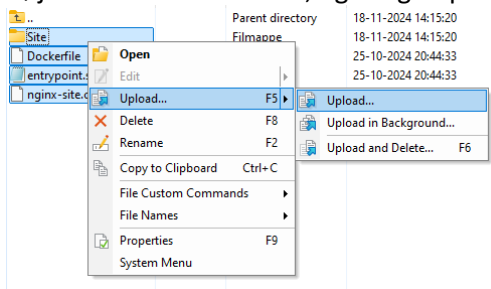 .. Parent directory 18-11-2024 14:15:20
Site Filmappe 18-11-2024 14:15:20
Dockerfile Open 25-10-2024 20:44:33
entrypoint.s Edit 25-10-2024 20:44:33
nginx-site.c Upload... F5 Upload...
Delete F8 Upload in Background...
Rename F2 Upload and Delete... F6
Copy to Clipboard Ctrl+C
File Custom Commands
File Names
Properties F9
System Menu